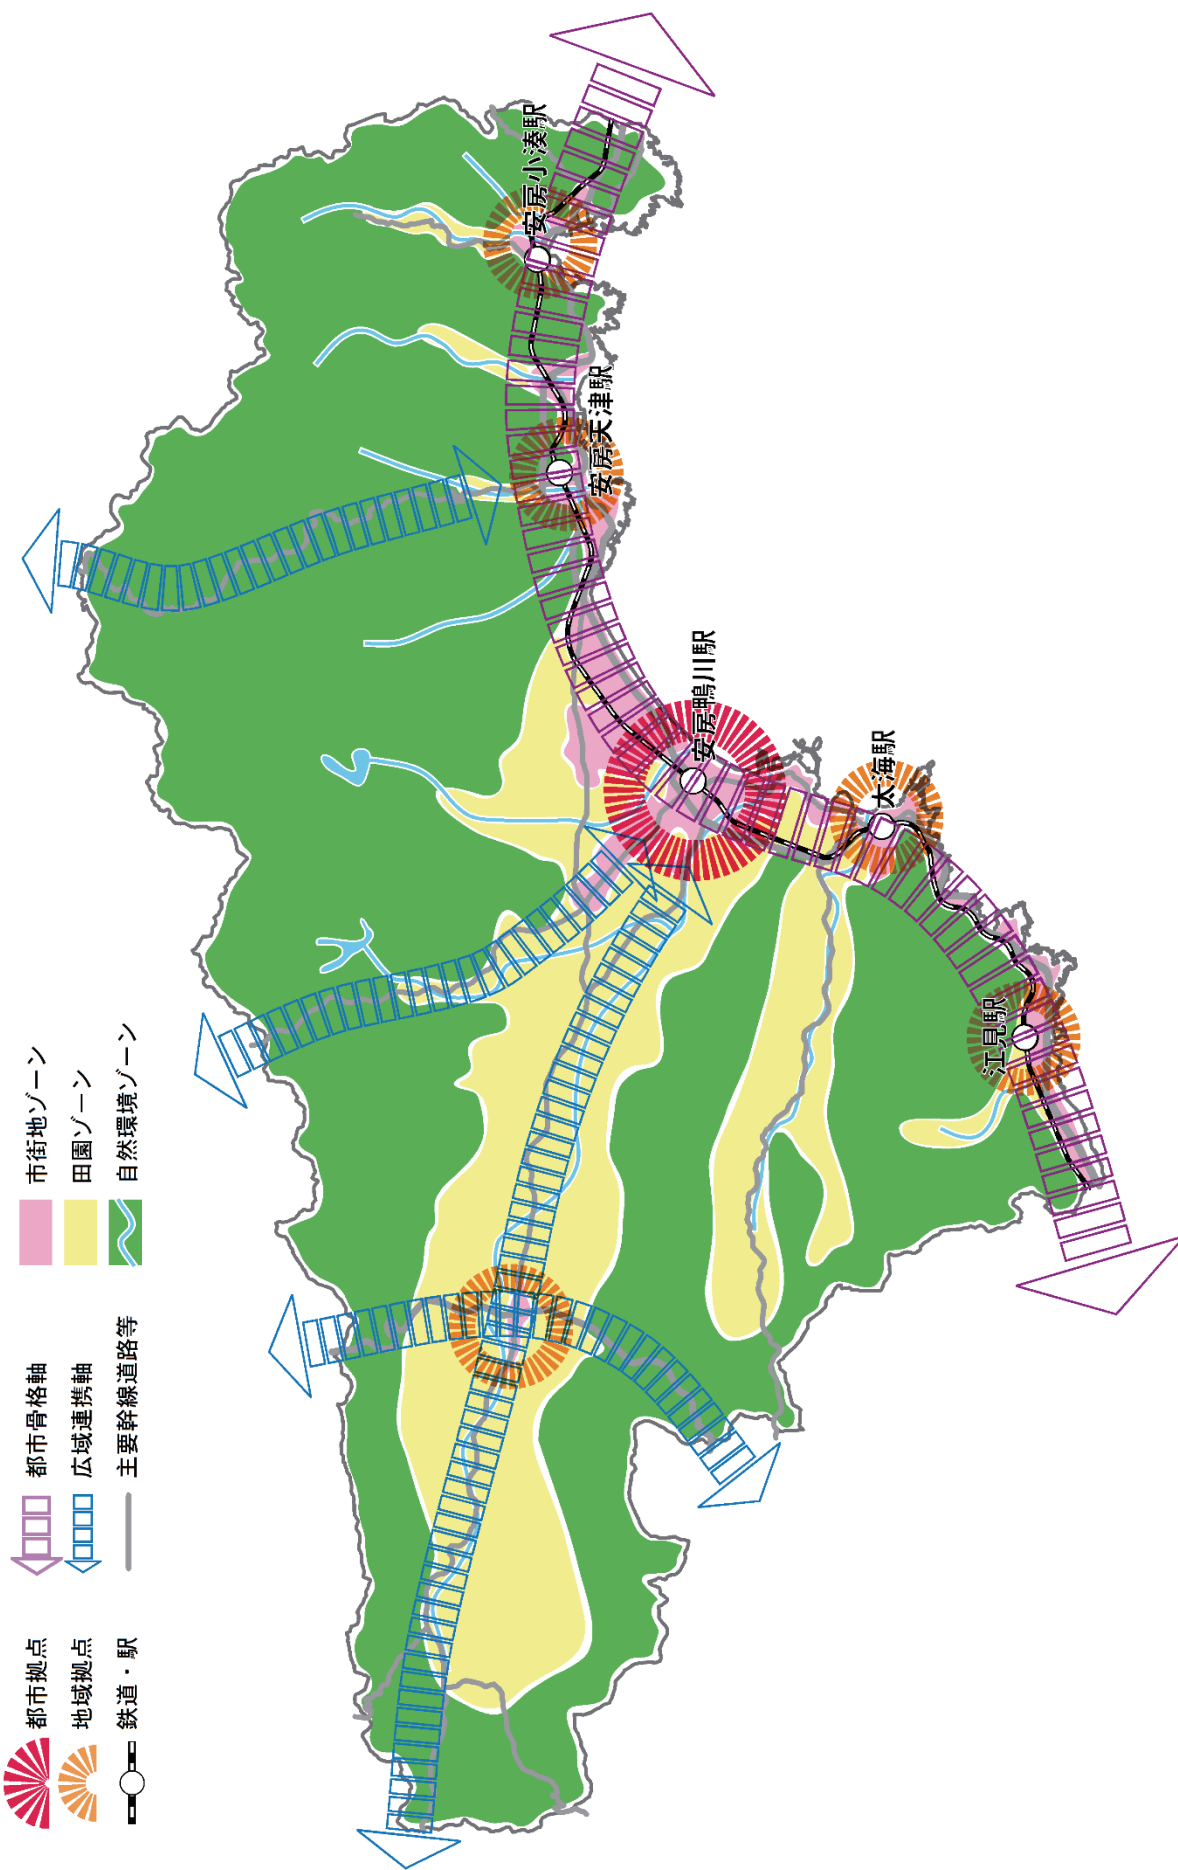 都市拠点
地域拠点
鉄道・駅
都市骨格軸
広域連携軸
主要幹線道路等
市街地ゾーン
田園ゾーン
自然環境ゾーン
江見駅
太海駅
安房鴨川駅
安房天津駅
安房小湊駅